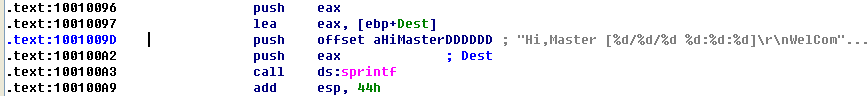 .text:10010096 push eax
.text:10010097 lea eax, [ebp+Dest]
.text:1001009D push offset aHiMasterDDDDDD ; "Hi,Master [%d/%d/%d %d:%d:%d]\r\nWelCom"...
.text:100100A2 push eax ; Dest
.text:100100A3 call ds:sprintf
.text:100100A9 add esp, 44h